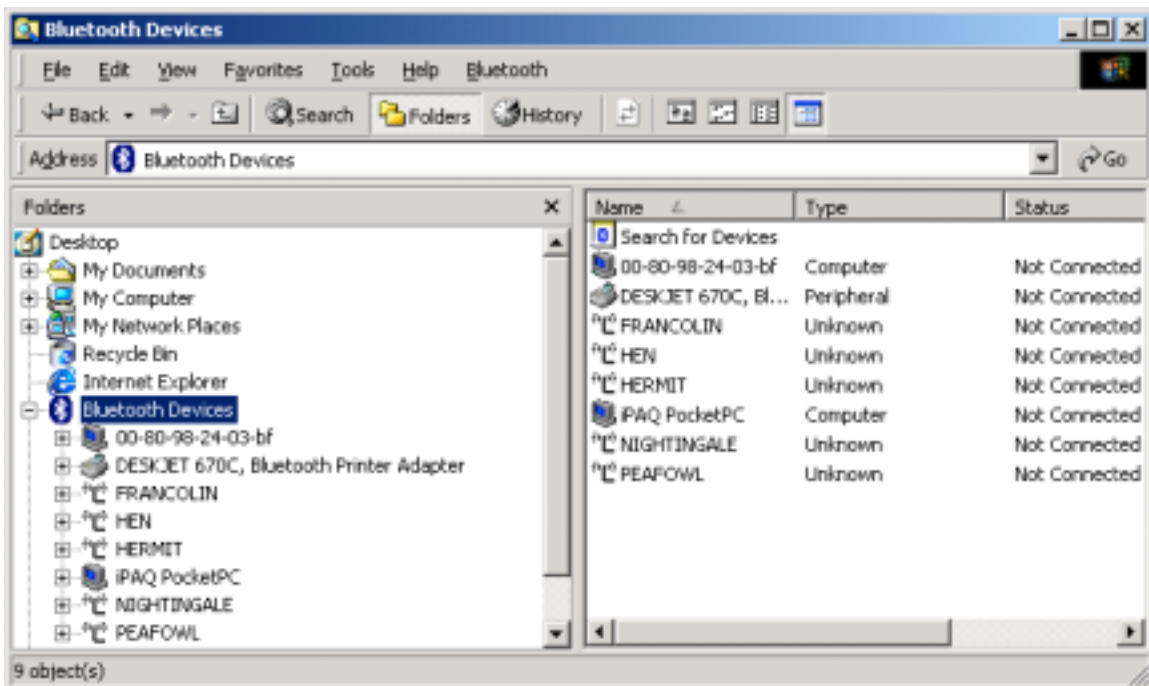 Bluetooth Devices
File Edit View Favorites Tools Help Bluetooth
Back Search Folders History
Address Bluetooth Devices Go
Folders
Desktop
My Documents
My Computer
My Network Places
Recycle Bin
Internet Explorer
Bluetooth Devices
00-80-98-24-03-bf
DESKJET 670C, Bluetooth Printer Adapter
FRANCOLIN
HEN
HERMIT
iPAQ PocketPC
NIGHTINGALE
PEAFOWL
Name Type Status
Search for Devices
00-80-98-24-03-bf Computer Not Connected
DESKJET 670C, Bl... Peripheral Not Connected
FRANCOLIN Unknown Not Connected
HEN Unknown Not Connected
HERMIT Unknown Not Connected
iPAQ PocketPC Computer Not Connected
NIGHTINGALE Unknown Not Connected
PEAFOWL Unknown Not Connected
9 object(s)